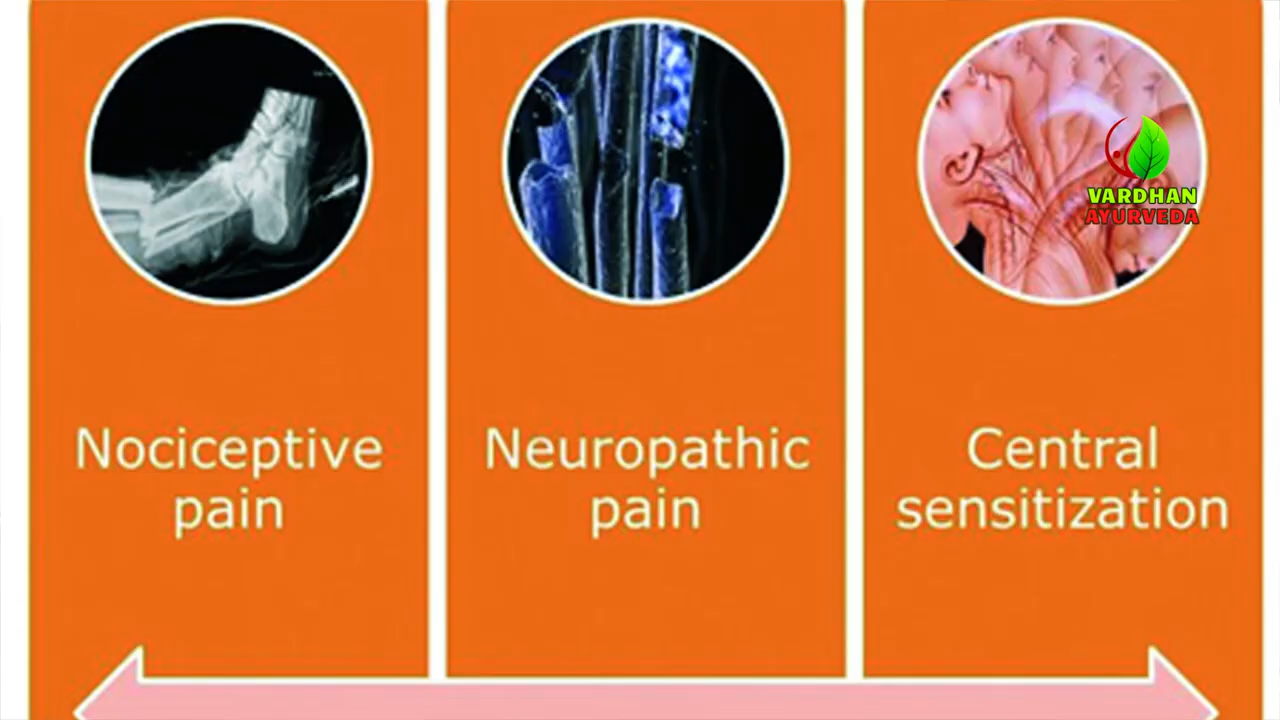 VARDHAN
AYURVEDA
Nociceptive
pain
Neuropathic
pain
Central
sensitization